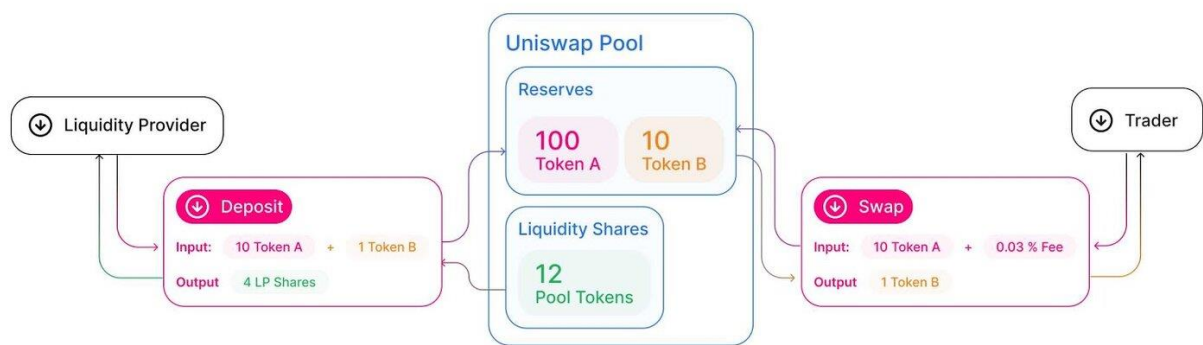 Uniswap Pool
Reserves
100
Token A
10
Token B
Liquidity Shares
12
Pool Tokens
Liquidity Provider
Deposit
Input: 10 Token A + 1 Token B
Output 4 LP Shares
Trader
Swap
Input: 10 Token A + 0.03 % Fee
Output 1 Token B